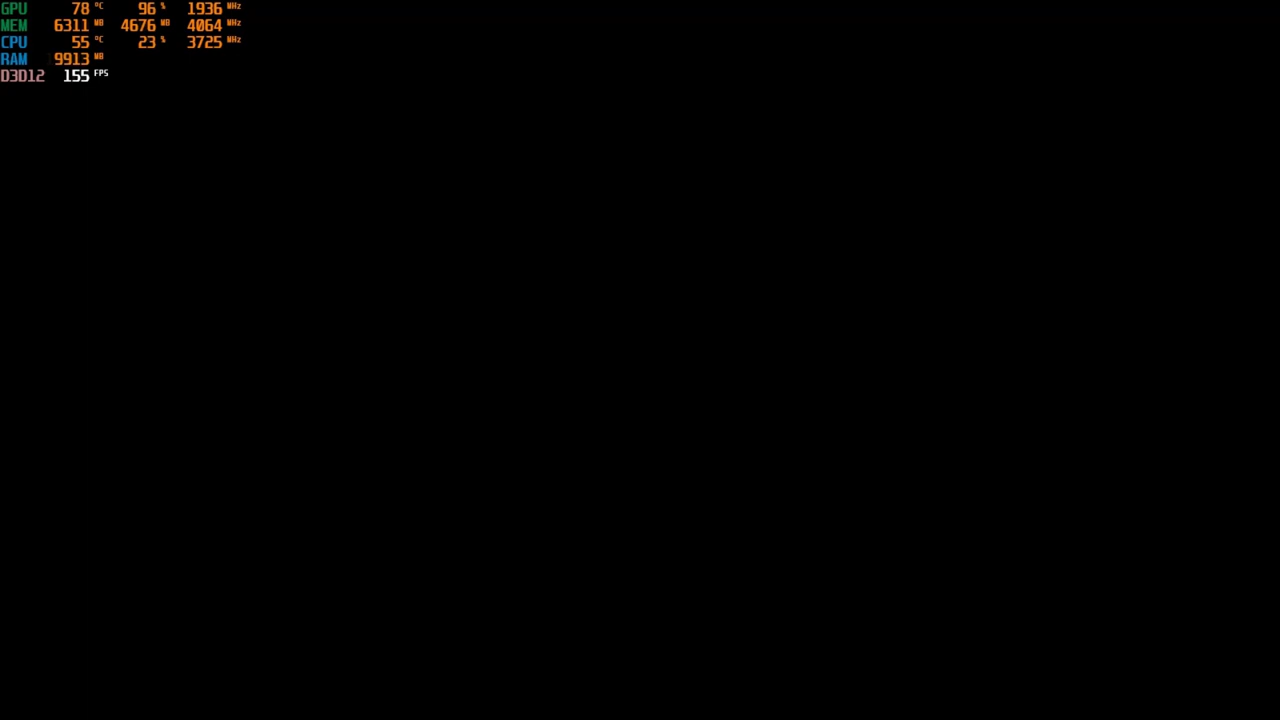 GPU 78 °C 96 % 1936 MHz
MEM 6311 MB 4676 MB 4064 MHz
CPU 55 °C 23 % 3725 MHz
RAM 9913 MB
D3D12 155 FPS